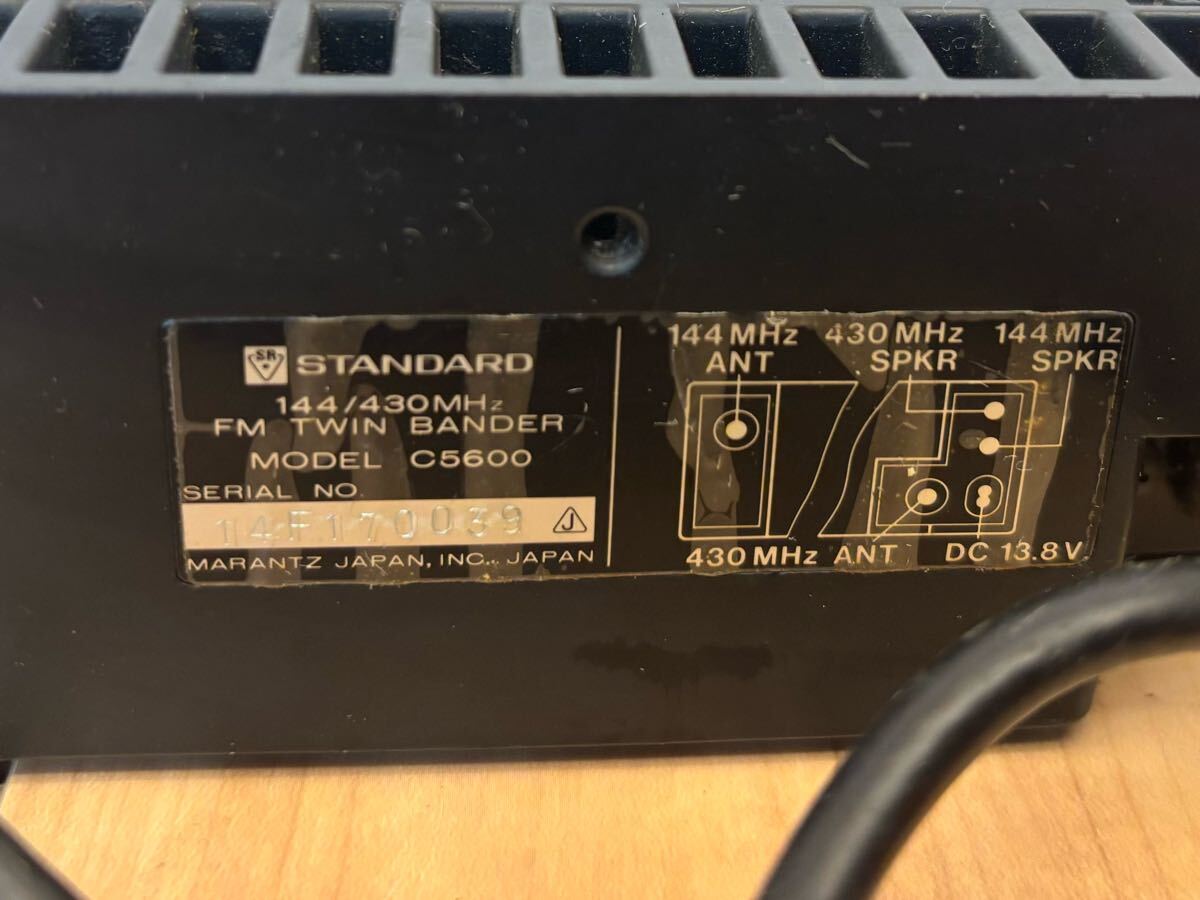 SR STANDARD
144/430MHz
FM TWIN BANDER
MODEL C5600
SERIAL NO.
14F170039 J
MARANTZ JAPAN, INC., JAPAN
144MHz ANT
430MHz SPKR
144MHz SPKR
430MHz ANT
DC 13.8V